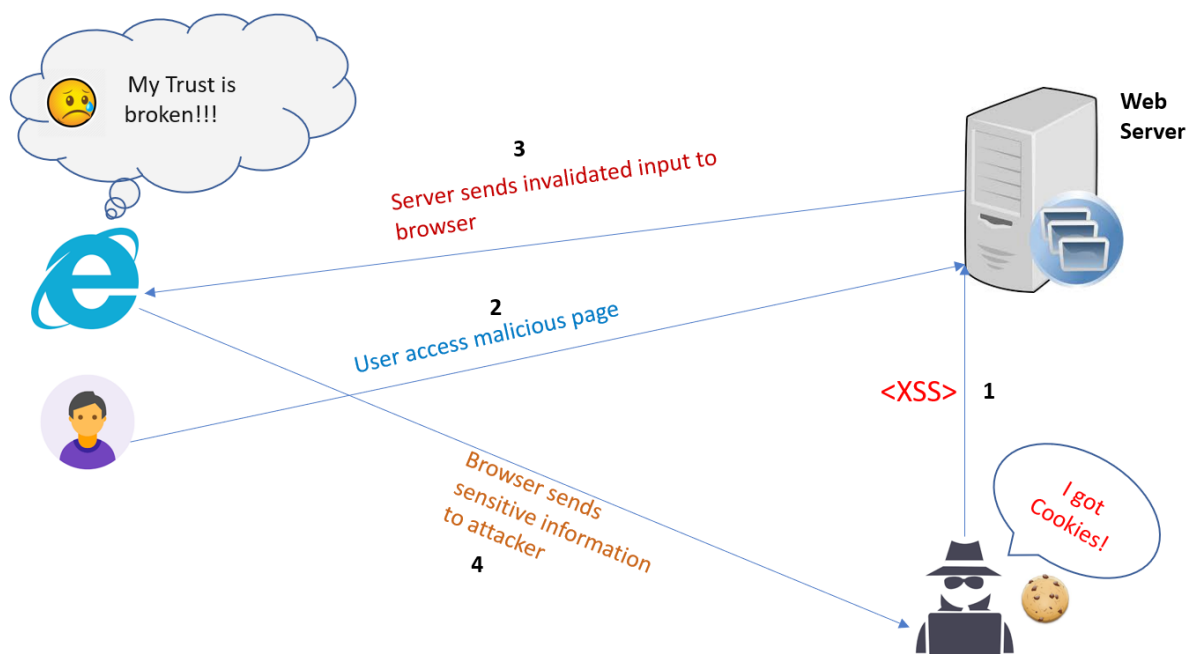 My Trust is
broken!!!
Web
Server
3
Server sends invalidated input to
browser
2
User access malicious page
<XSS>
1
Browser sends
sensitive information
to attacker
4
I got
Cookies!